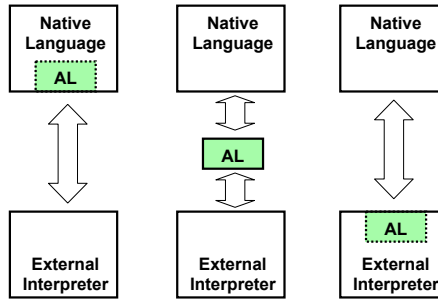 Native
Language
AL
External
Interpreter
Native
Language
AL
External
Interpreter
Native
Language
AL
External
Interpreter